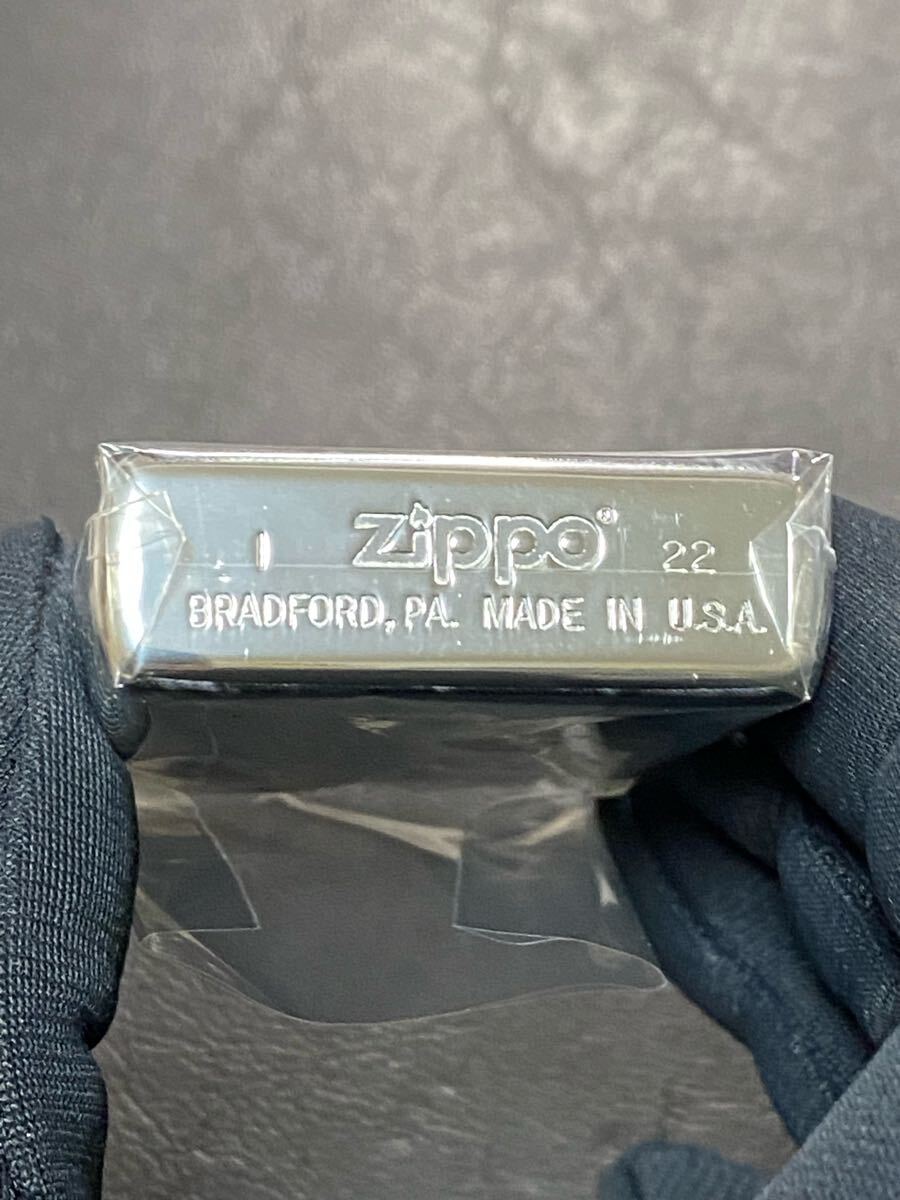 I Zippo® 22
BRADFORD, PA. MADE IN U.S.A.